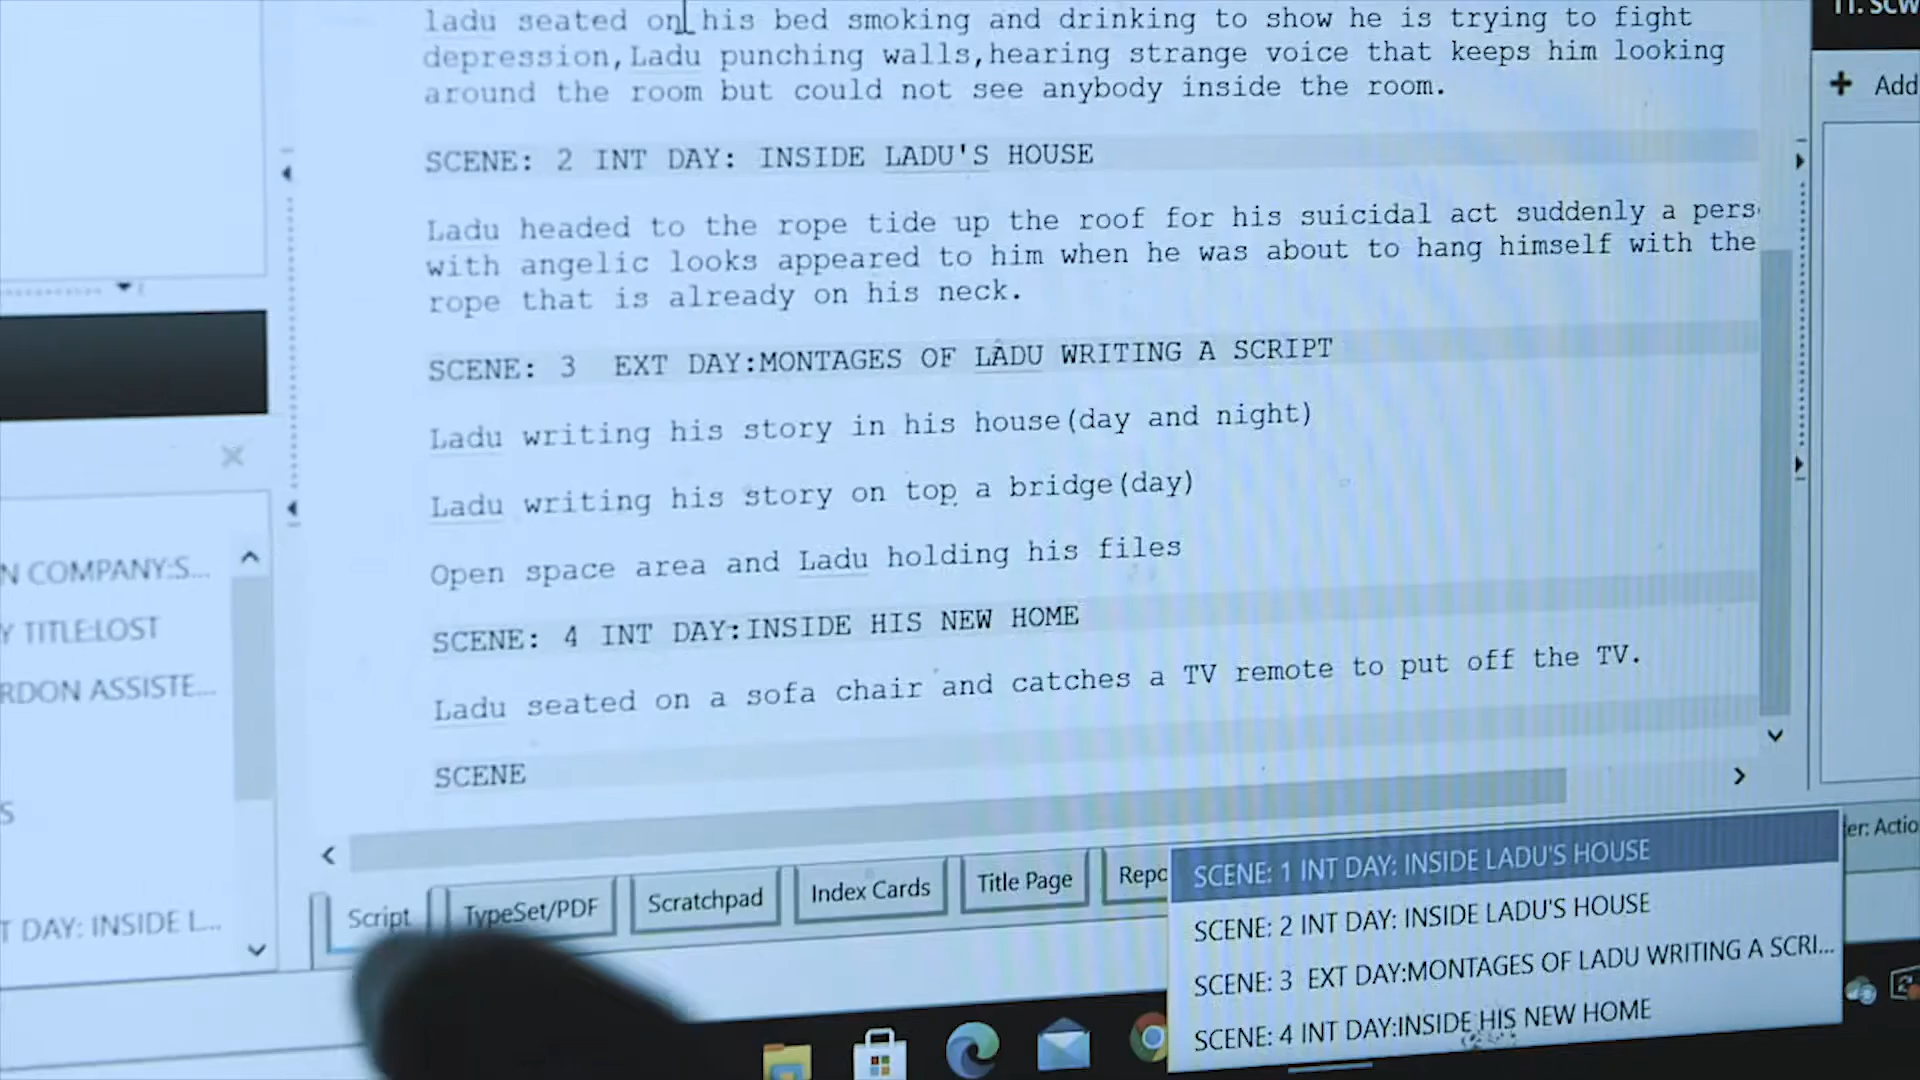 ladu seated on his bed smoking and drinking to show he is trying to fight
depression,Ladu punching walls,hearing strange voice that keeps him looking
around the room but could not see anybody inside the room.
SCENE: 2 INT DAY: INSIDE LADU'S HOUSE
Ladu headed to the rope tide up the roof for his suicidal act suddenly a pers
with angelic looks appeared to him when he was about to hang himself with the
rope that is already on his neck.
SCENE: 3 EXT DAY:MONTAGES OF LADU WRITING A SCRIPT
Ladu writing his story in his house(day and night)
Ladu writing his story on top a bridge(day)
Open space area and Ladu holding his files
SCENE: 4 INT DAY:INSIDE HIS NEW HOME
Ladu seated on a sofa chair and catches a TV remote to put off the TV.
SCENE
Add
N COMPANY:S...
Y TITLE:LOST
RDON ASSISTE...
S
T DAY: INSIDE L...
Script
TypeSet/PDF
Scratchpad
Index Cards
Title Page
Repo
er: Actio
SCENE: 1 INT DAY: INSIDE LADU'S HOUSE
SCENE: 2 INT DAY: INSIDE LADU'S HOUSE
SCENE: 3 EXT DAY:MONTAGES OF LADU WRITING A SCRI...
SCENE: 4 INT DAY:INSIDE HIS NEW HOME